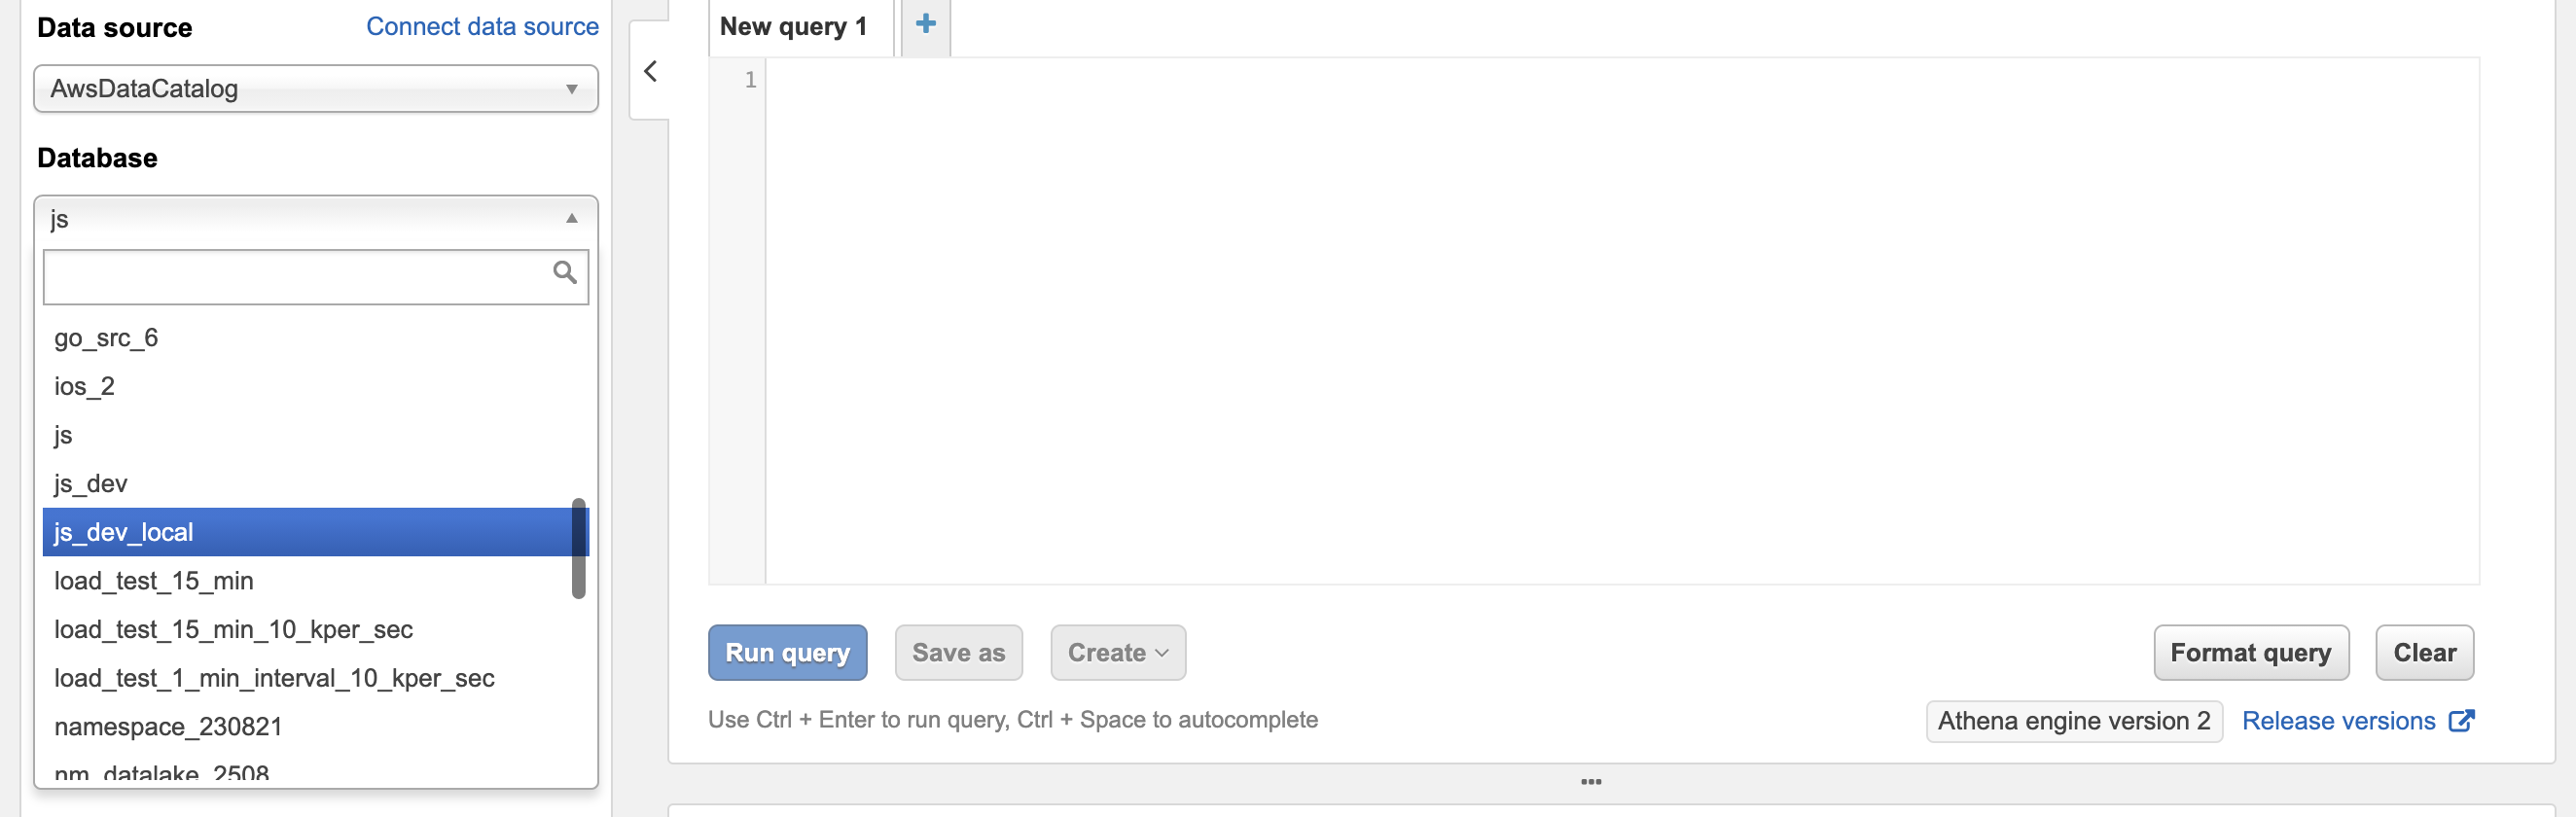 Data source
Connect data source
AwsDataCatalog
Database
js
go_src_6
ios_2
js
js_dev
js_dev_local
load_test_15_min
load_test_15_min_10_kper_sec
load_test_1_min_interval_10_kper_sec
namespace_230821
nm_datalake_2508
New query 1
1
Run query
Save as
Create
Format query
Clear
Use Ctrl + Enter to run query, Ctrl + Space to autocomplete
Athena engine version 2
Release versions